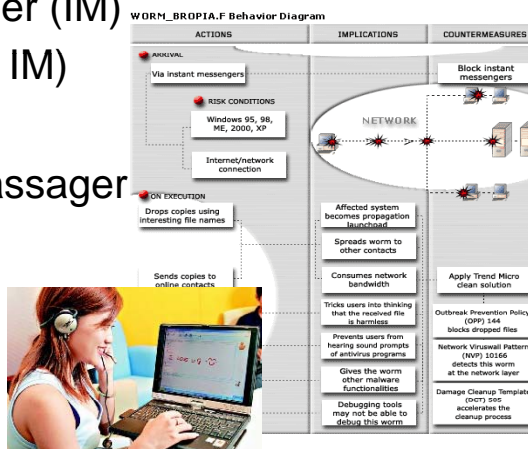 er (IM)
IM)
assager
WORM_BROPIA.F Behavior Diagram
ACTIONS
IMPLICATIONS
COUNTERMEASURES
ARRIVAL
Via instant messengers
Block instant
messengers
RISK CONDITIONS
Windows 95, 98,
ME, 2000, XP
NETWORK
Internet/network
connection
ON EXECUTION
Drops copies using
interesting file names
Affected system
becomes propagation
launchpad
Spreads worm to
other contacts
Sends copies to
online contacts
Consumes network
bandwidth
Apply Trend Micro
clean solution
Tricks users into thinking
that the received file
is harmless
Outbreak Prevention Policy
(OPP) 144
blocks dropped files
Prevents users from
hearing sound prompts
of antivirus programs
Network Viruswall Pattern
(NVP) 10166
detects this worm
at the network layer
Gives the worm
other malware
functionalities
Damage Cleanup Template
(DCT) 505
accelerates the
cleanup process
Debugging tools
may not be able to
debug this worm